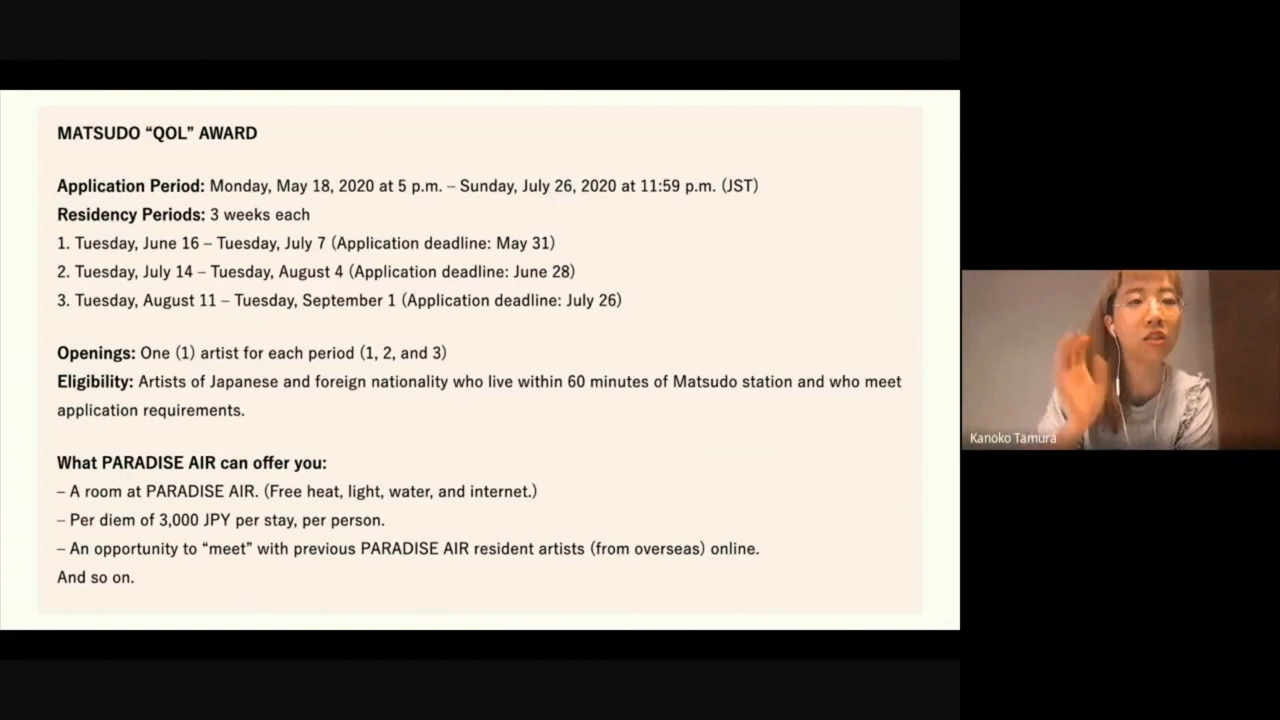 MATSUDO “QOL” AWARD
Application Period: Monday, May 18, 2020 at 5 p.m. – Sunday, July 26, 2020 at 11:59 p.m. (JST)
Residency Periods: 3 weeks each
1. Tuesday, June 16 – Tuesday, July 7 (Application deadline: May 31)
2. Tuesday, July 14 – Tuesday, August 4 (Application deadline: June 28)
3. Tuesday, August 11 – Tuesday, September 1 (Application deadline: July 26)
Openings: One (1) artist for each period (1, 2, and 3)
Eligibility: Artists of Japanese and foreign nationality who live within 60 minutes of Matsudo station and who meet
application requirements.
What PARADISE AIR can offer you:
– A room at PARADISE AIR. (Free heat, light, water, and internet.)
– Per diem of 3,000 JPY per stay, per person.
– An opportunity to “meet” with previous PARADISE AIR resident artists (from overseas) online.
And so on.
Kanoko Tamura